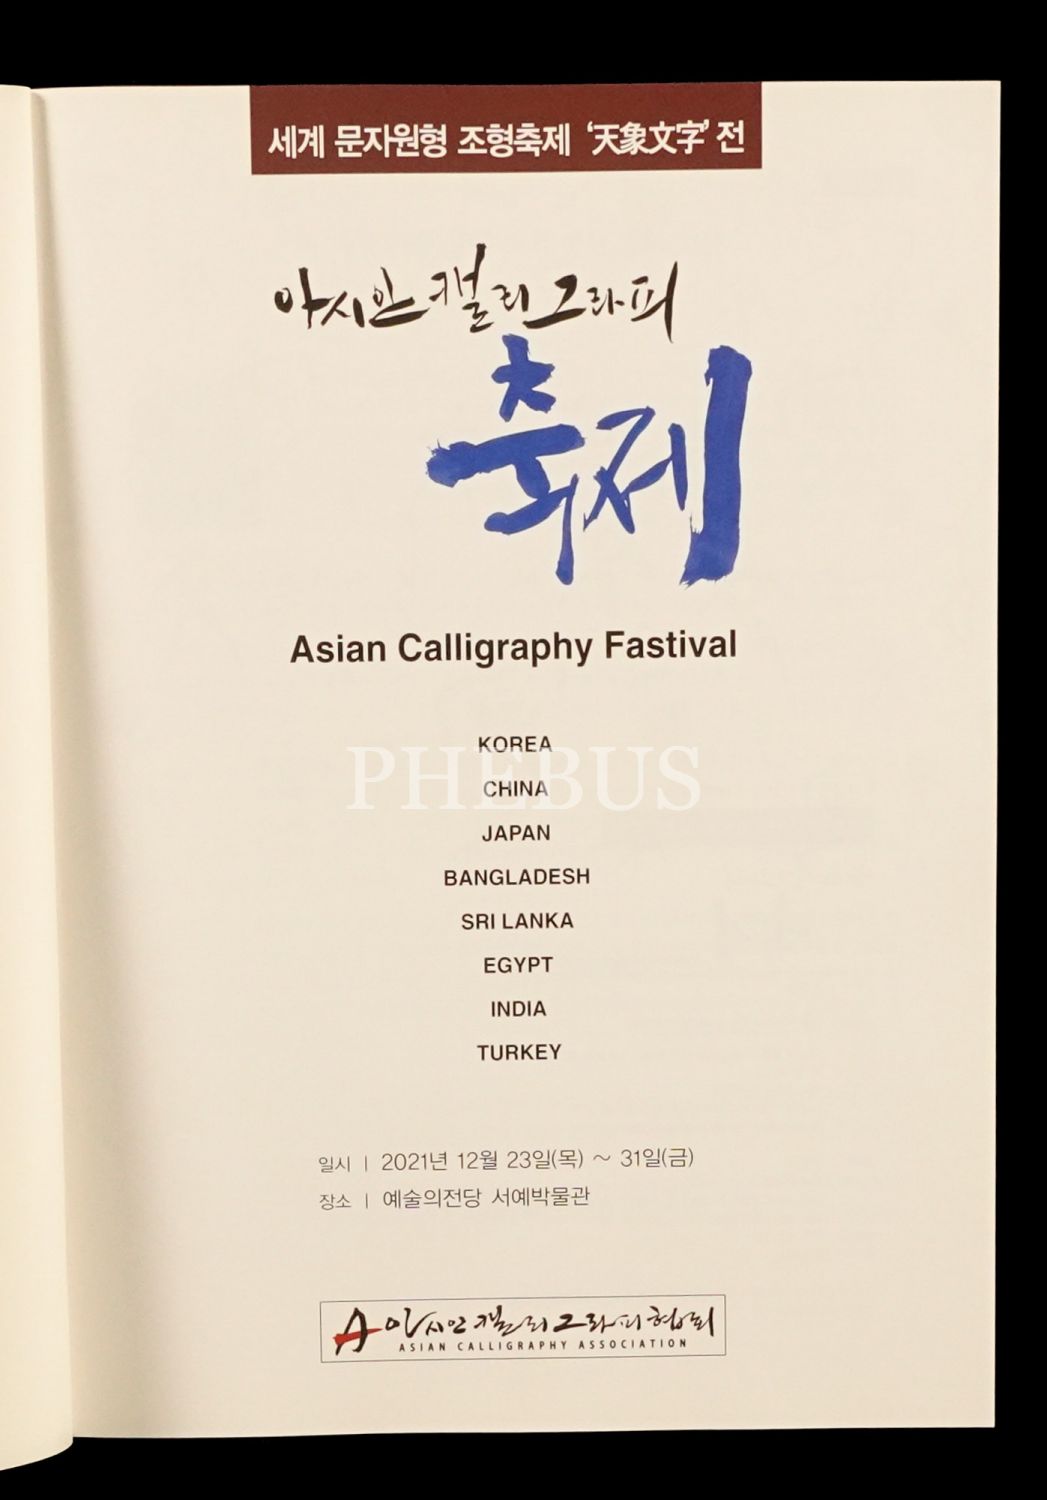 세계 문자원형 조형축제 ‘天象文字’ 전
아시안 캘리그라피
축제
Asian Calligraphy Fastival
KOREA
PHEBUS
CHINA
JAPAN
BANGLADESH
SRI LANKA
EGYPT
INDIA
TURKEY
일시 | 2021년 12월 23일(목) ~ 31일(금)
장소 | 예술의전당 서예박물관
A 아시안캘리그라피협회
ASIAN CALLIGRAPHY ASSOCIATION